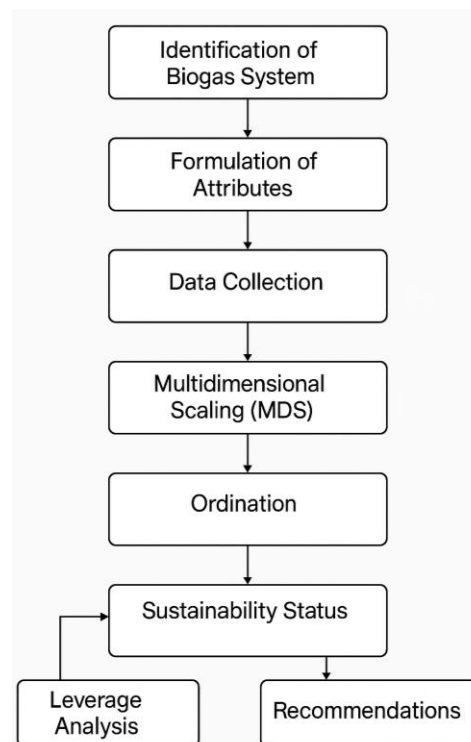 Identification of
Biogas System
Formulation of
Attributes
Data Collection
Multidimensional
Scaling (MDS)
Ordination
Sustainability Status
Leverage
Analysis
Recommendations